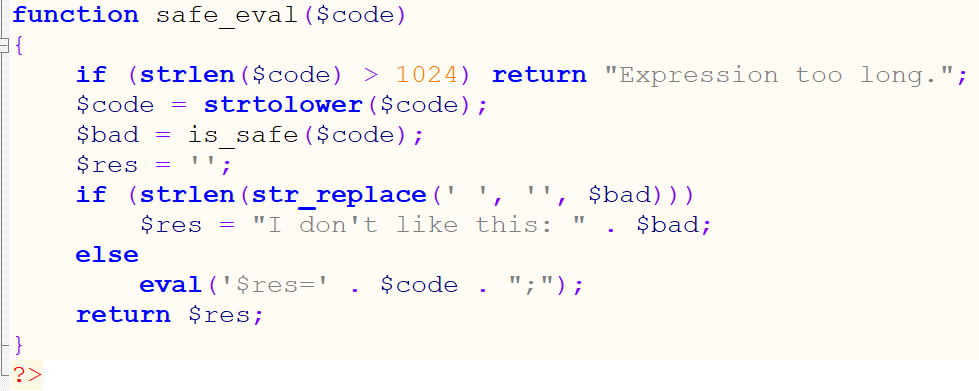 function safe_eval($code)
{
    if (strlen($code) > 1024) return "Expression too long.";
    $code = strtolower($code);
    $bad = is_safe($code);
    $res = '';
    if (strlen(str_replace(' ', '', $bad)))
        $res = "I don't like this: " . $bad;
    else
        eval('$res=' . $code . ";");
    return $res;
}
?>